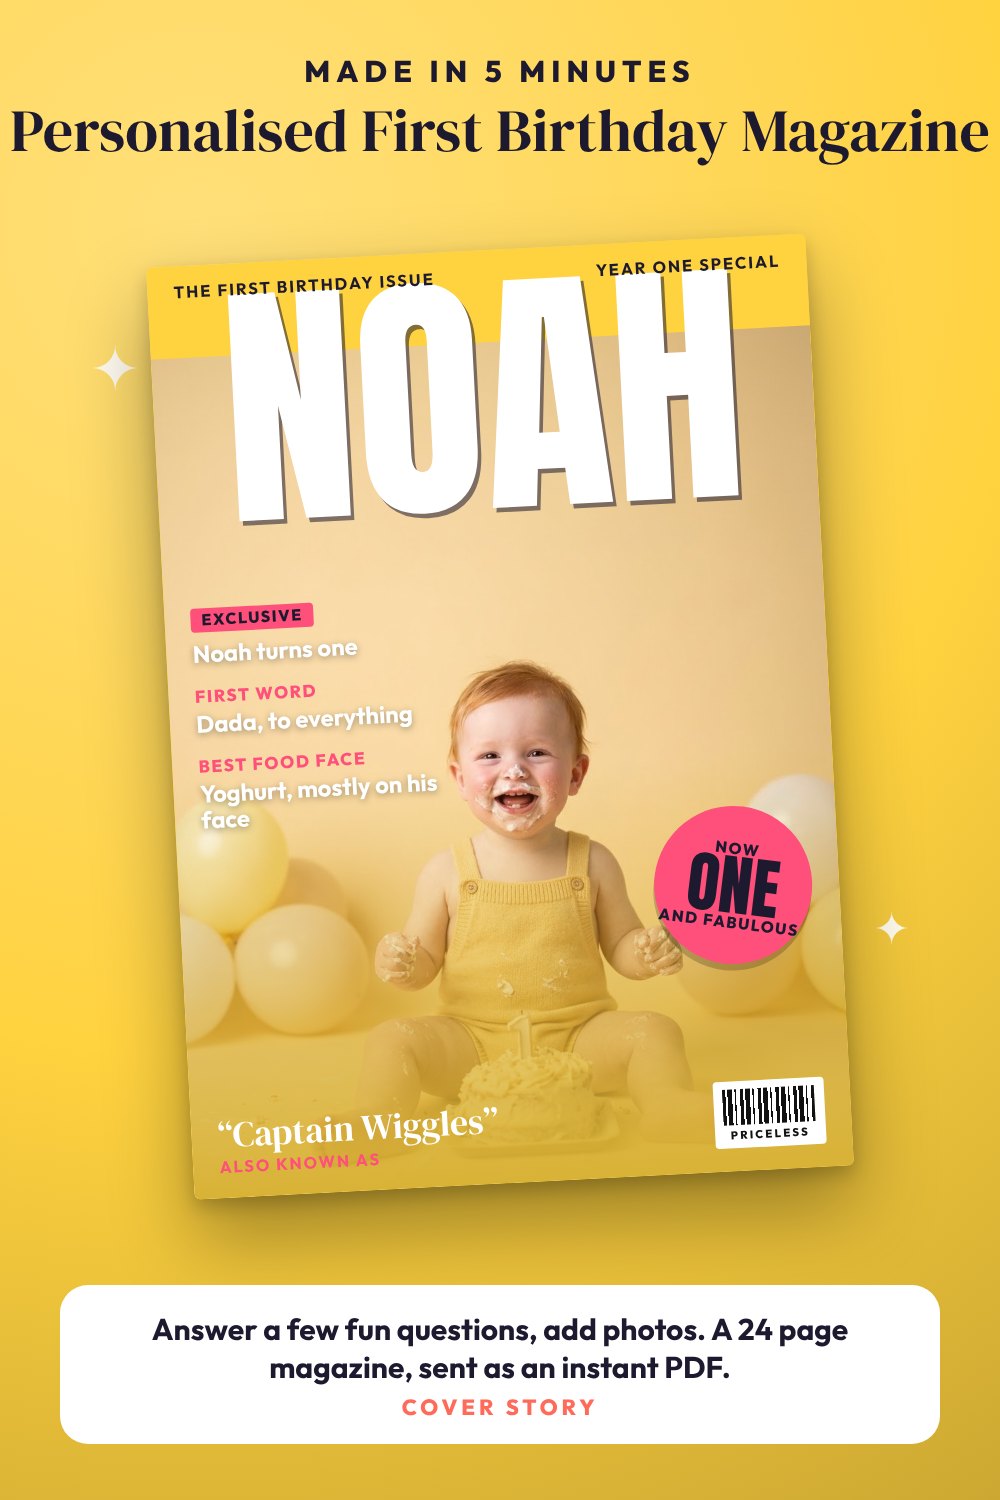 MADE IN 5 MINUTES
Personalised First Birthday Magazine
THE FIRST BIRTHDAY ISSUE
YEAR ONE SPECIAL
NOAH
EXCLUSIVE
Noah turns one
FIRST WORD
Dada, to everything
BEST FOOD FACE
Yoghurt, mostly on his
face
NOW
ONE
AND FABULOUS
1
“Captain Wiggles”
ALSO KNOWN AS
PRICELESS
Answer a few fun questions, add photos. A 24 page
magazine, sent as an instant PDF.
COVER STORY